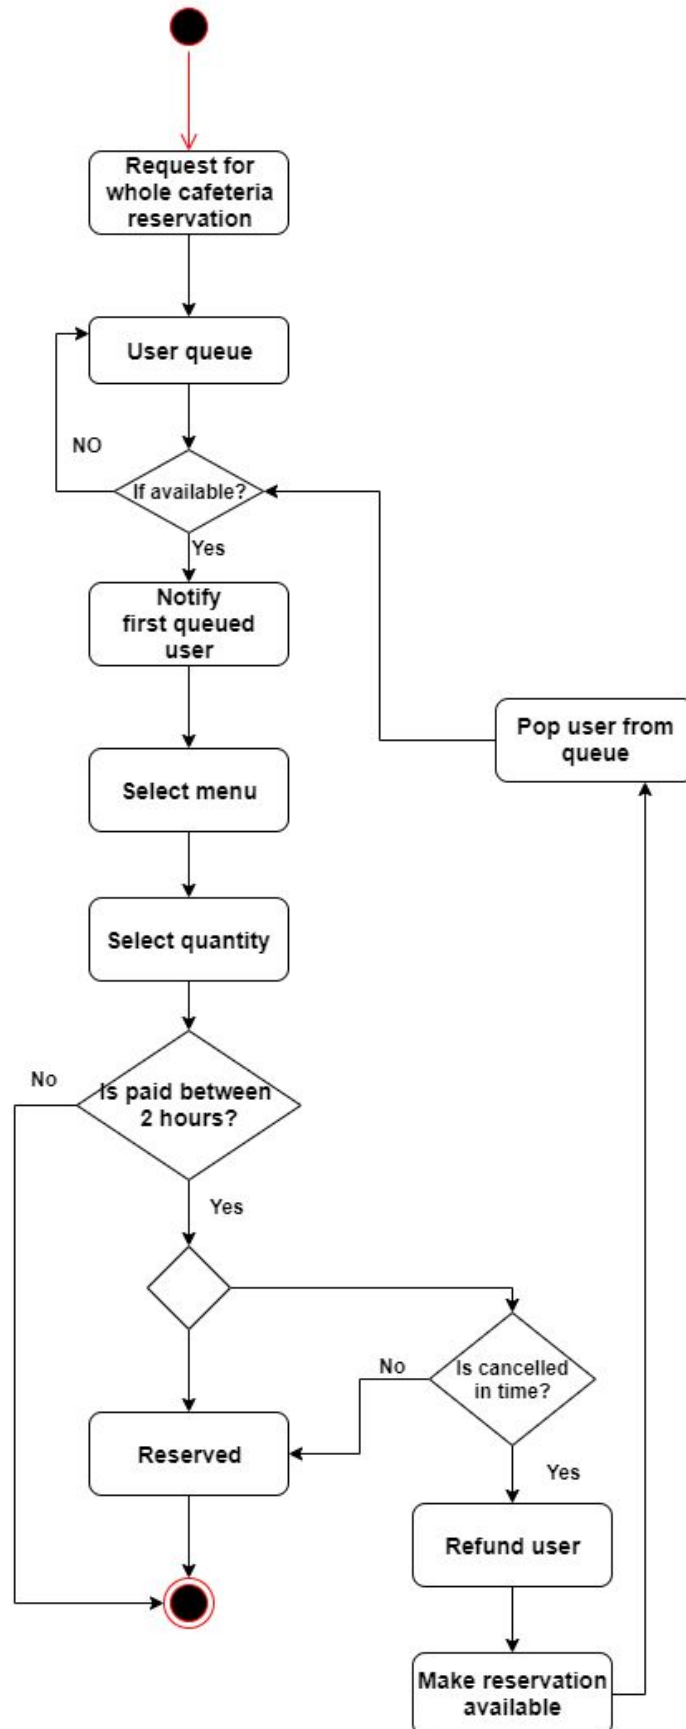 Request for
whole cafeteria
reservation
User queue
NO
If available?
Yes
Notify
first queued
user
Pop user from
queue
Select menu
Select quantity
No
Is paid between
2 hours?
Yes
No
Is cancelled
in time?
Reserved
Yes
Refund user
Make reservation
available